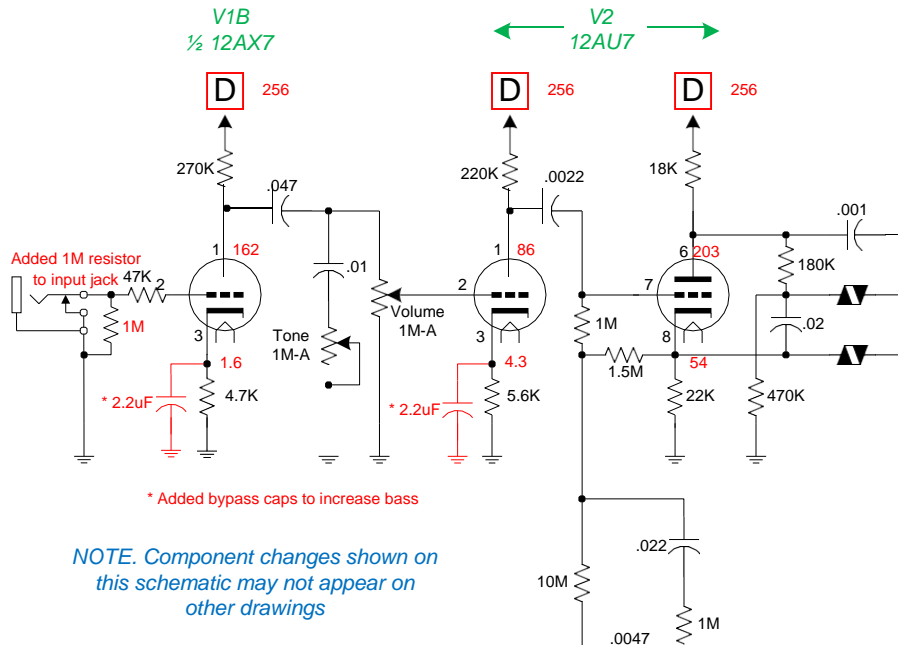 V1B
½ 12AX7
V2
12AU7
D 256
D 256
D 256
270K
220K
18K
.047
.0022
.001
1
162
1
86
6
203
180K
Added 1M resistor
to input jack
47K
2
.01
2
7
Volume
1M-A
1M
.02
1M
3
Tone
1M-A
3
8
1.6
4.3
1.5M
54
* 2.2uF
4.7K
* 2.2uF
5.6K
22K
470K
* Added bypass caps to increase bass
NOTE. Component changes shown on
this schematic may not appear on
other drawings
.022
10M
1M
.0047